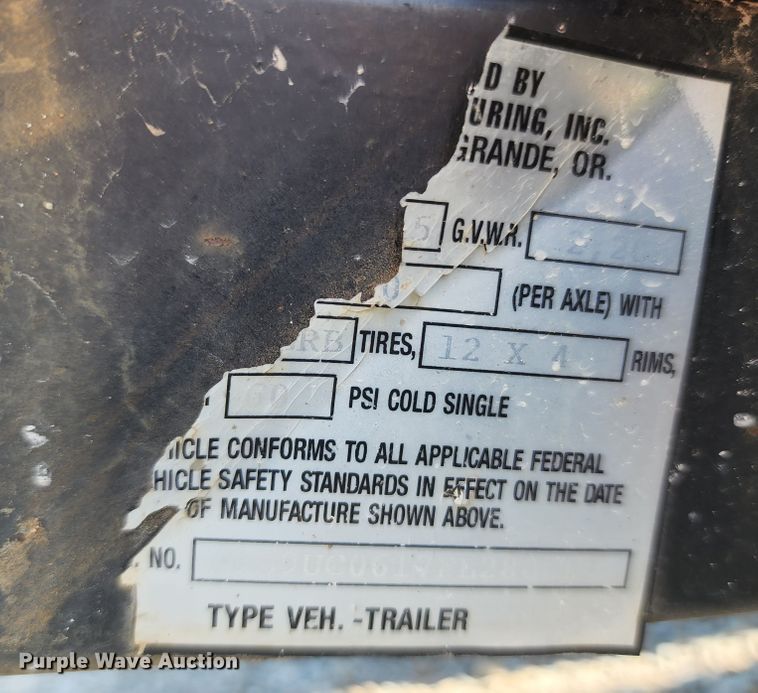 D BY
URING, INC.
GRANDE, OR.
5 G.V.W.R.
(PER AXLE) WITH
RB TIRES, 12 X 4 RIMS,
PSI COLD SINGLE
HICLE CONFORMS TO ALL APPLICABLE FEDERAL
HICLE SAFETY STANDARDS IN EFFECT ON THE DATE
OF MANUFACTURE SHOWN ABOVE.
NO.
TYPE VEH. -TRAILER
Purple Wave Auction